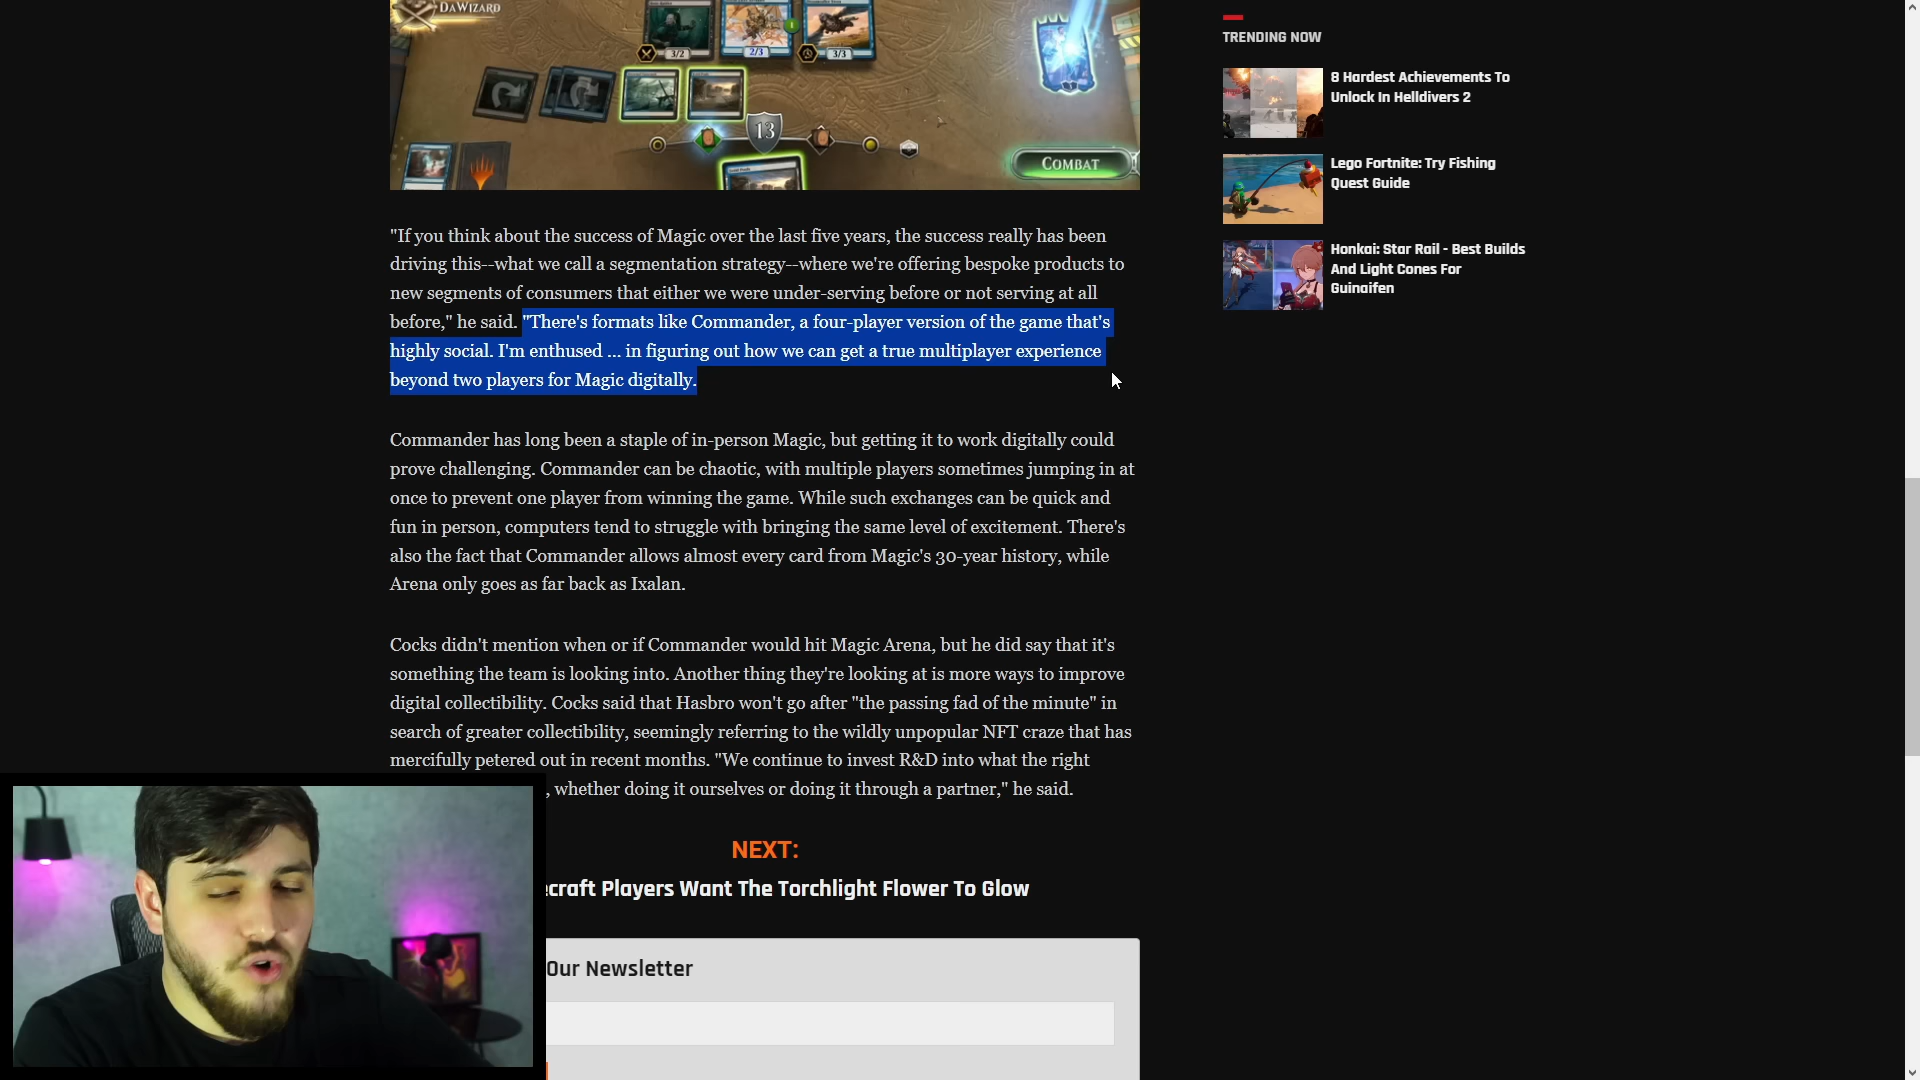 DAWIZARD
3/2
2/3
1
3/3
13
COMBAT
TRENDING NOW
8 Hardest Achievements To
Unlock In Helldivers 2
Lego Fortnite: Try Fishing
Quest Guide
Honkai: Star Rail - Best Builds
And Light Cones For
Guinaifen
"If you think about the success of Magic over the last five years, the success really has been
driving this--what we call a segmentation strategy--where we're offering bespoke products to
new segments of consumers that either we were under-serving before or not serving at all
before," he said. "There's formats like Commander, a four-player version of the game that's
highly social. I'm enthused ... in figuring out how we can get a true multiplayer experience
beyond two players for Magic digitally.
Commander has long been a staple of in-person Magic, but getting it to work digitally could
prove challenging. Commander can be chaotic, with multiple players sometimes jumping in at
once to prevent one player from winning the game. While such exchanges can be quick and
fun in person, computers tend to struggle with bringing the same level of excitement. There's
also the fact that Commander allows almost every card from Magic's 30-year history, while
Arena only goes as far back as Ixalan.
Cocks didn't mention when or if Commander would hit Magic Arena, but he did say that it's
something the team is looking into. Another thing they're looking at is more ways to improve
digital collectibility. Cocks said that Hasbro won't go after "the passing fad of the minute" in
search of greater collectibility, seemingly referring to the wildly unpopular NFT craze that has
mercifully petered out in recent months. "We continue to invest R&D into what the right
, whether doing it ourselves or doing it through a partner," he said.
NEXT:
ecraft Players Want The Torchlight Flower To Glow
Our Newsletter